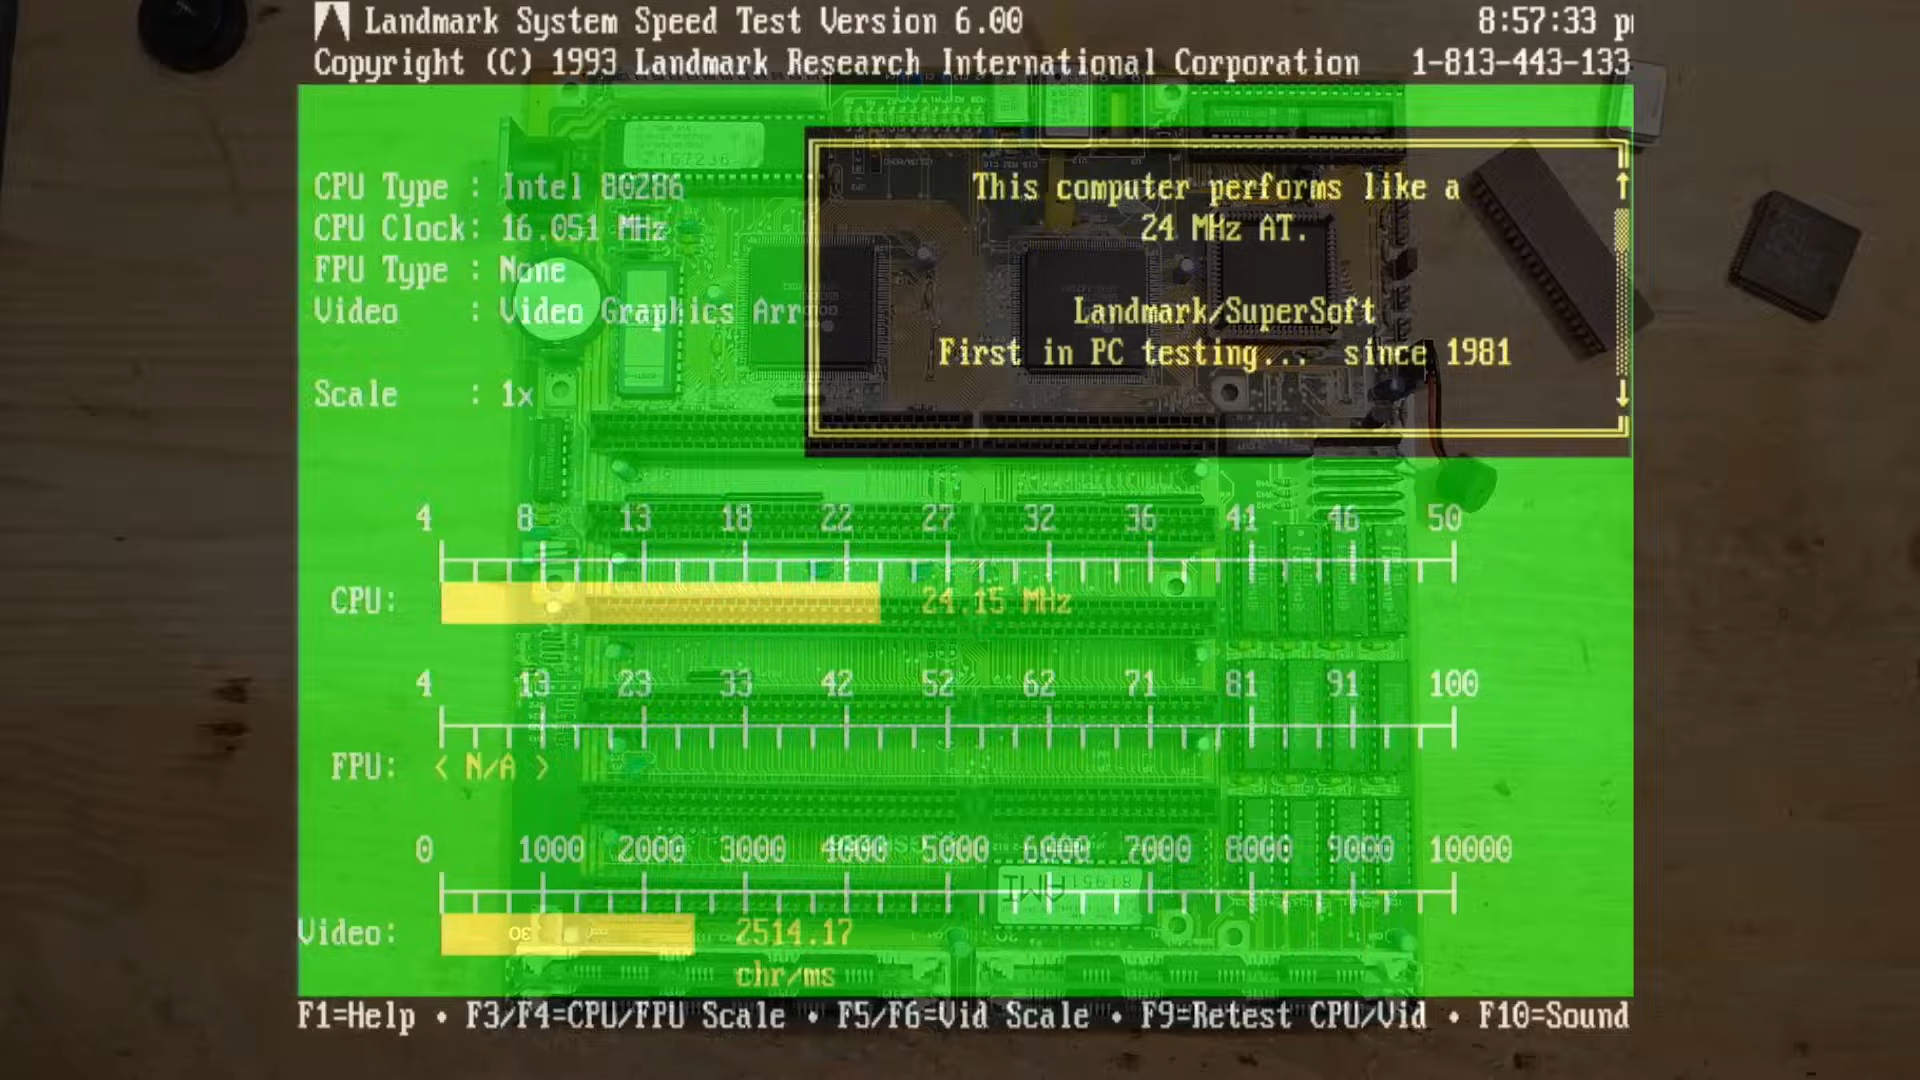 Landmark System Speed Test Version 6.00 8:57:33 p
Copyright (C) 1993 Landmark Research International Corporation 1-813-443-133
CPU Type : Intel 80286
CPU Clock: 16.051 MHz
FPU Type : None
Video : Video Graphics Arr
Scale : 1x
This computer performs like a
24 MHz AT.
Landmark/SuperSoft
First in PC testing... since 1981
4 8 13 18 22 27 32 36 41 46 50
CPU: 24.15 MHz
4 13 23 33 42 52 62 71 81 91 100
FPU: < N/A >
0 1000 2000 3000 4000 5000 6000 7000 8000 9000 10000
AMI
Video: 2514.17
chr/ms
F1=Help • F3/F4=CPU/FPU Scale • F5/F6=Vid Scale • F9=Retest CPU/Vid • F10=Sound